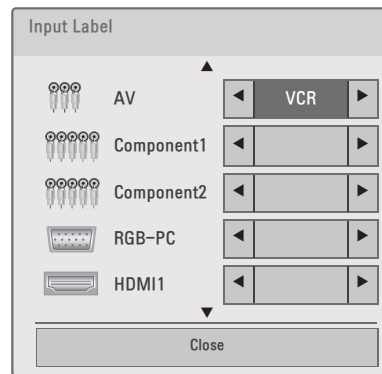 Input Label
AV VCR
Component1
Component2
RGB-PC
HDMI1
Close